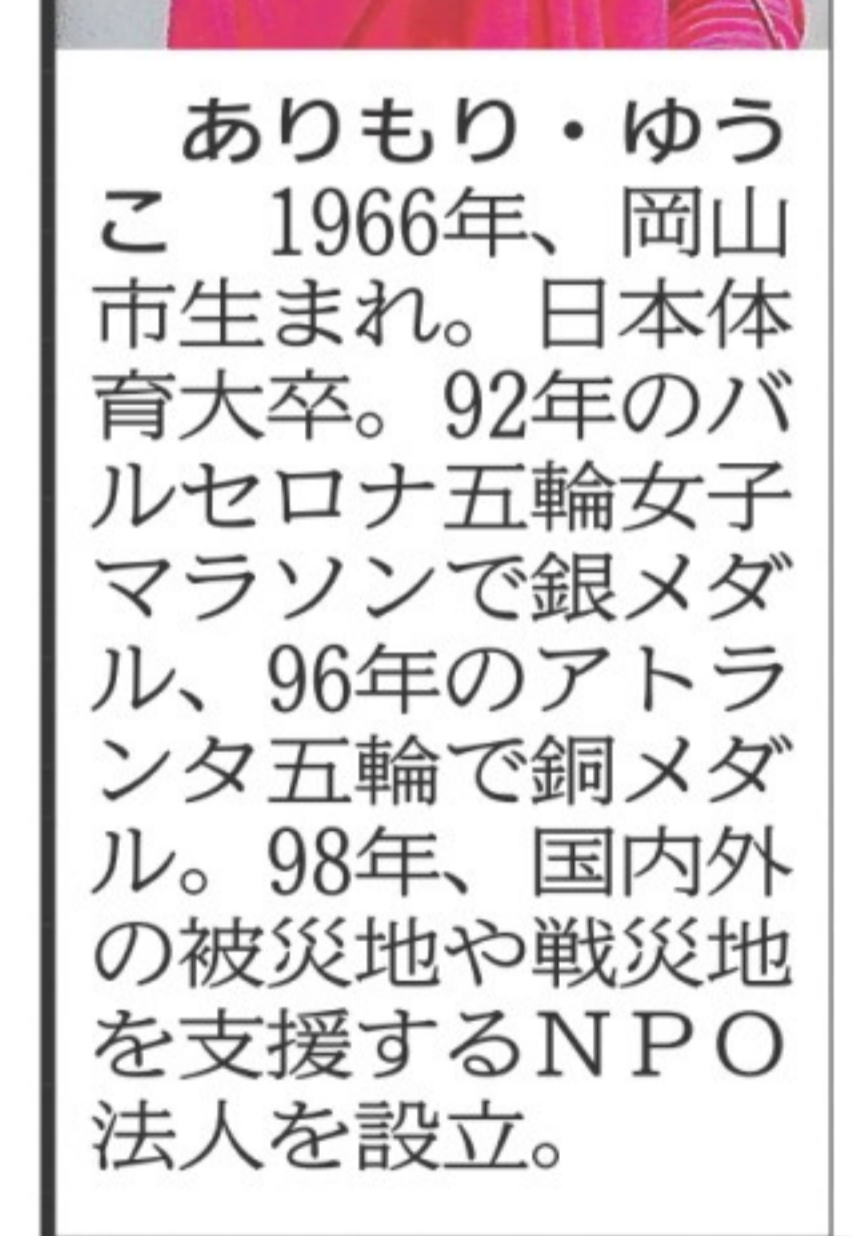 ありもり・ゆう
こ　1966年、岡山
市生まれ。日本体
育大卒。92年のバ
ルセロナ五輪女子
マラソンで銀メダ
ル、96年のアトラ
ンタ五輪で銅メダ
ル。98年、国内外
の被災地や戦災地
を支援するＮＰＯ
法人を設立。